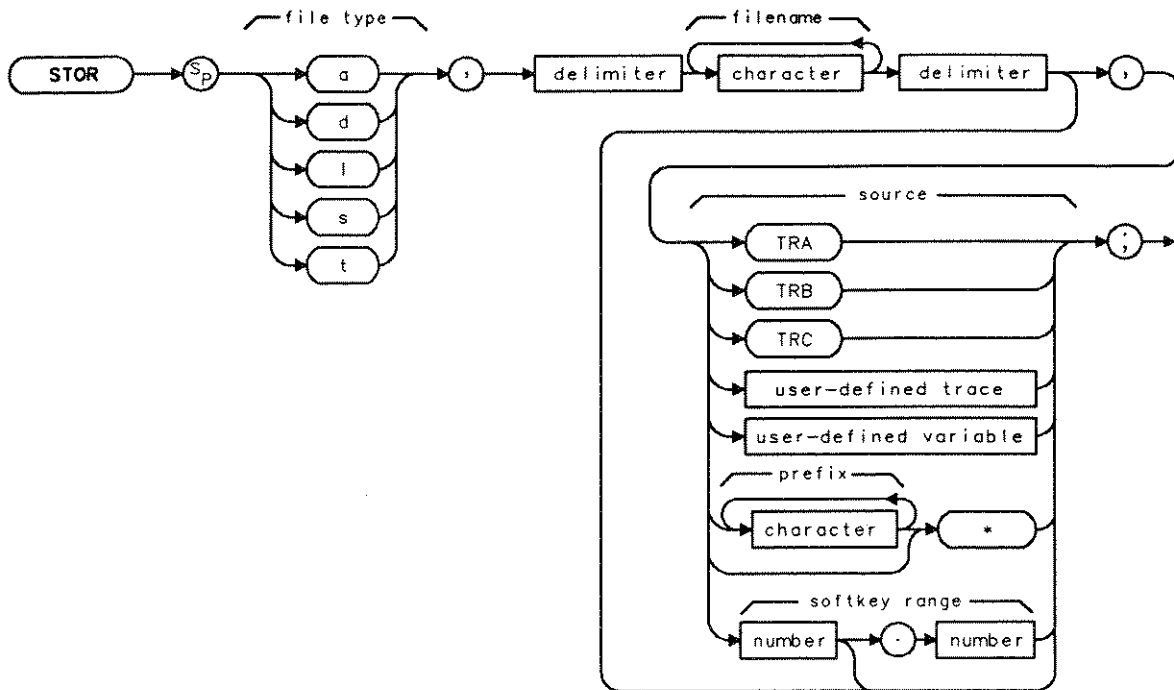 file type
filename
STOR
SP
a
,
delimiter
character
delimiter
,
d
l
s
t
source
TRA
;
TRB
TRC
user-defined trace
user-defined variable
prefix
character
*
softkey range
number
-
number